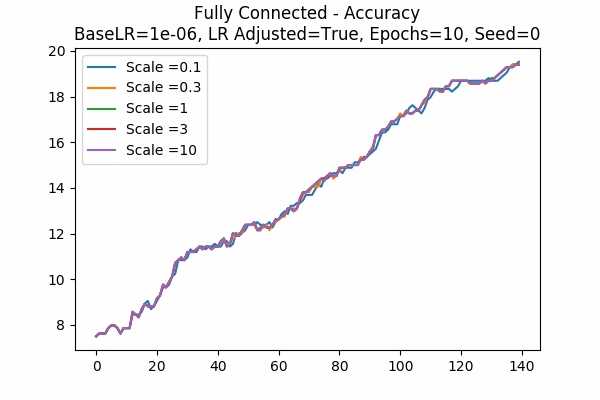 Fully Connected - Accuracy
BaseLR=1e-06, LR Adjusted=True, Epochs=10, Seed=0
20
18
16
14
12
10
8
Scale =0.1
Scale =0.3
Scale =1
Scale =3
Scale =10
0 20 40 60 80 100 120 140